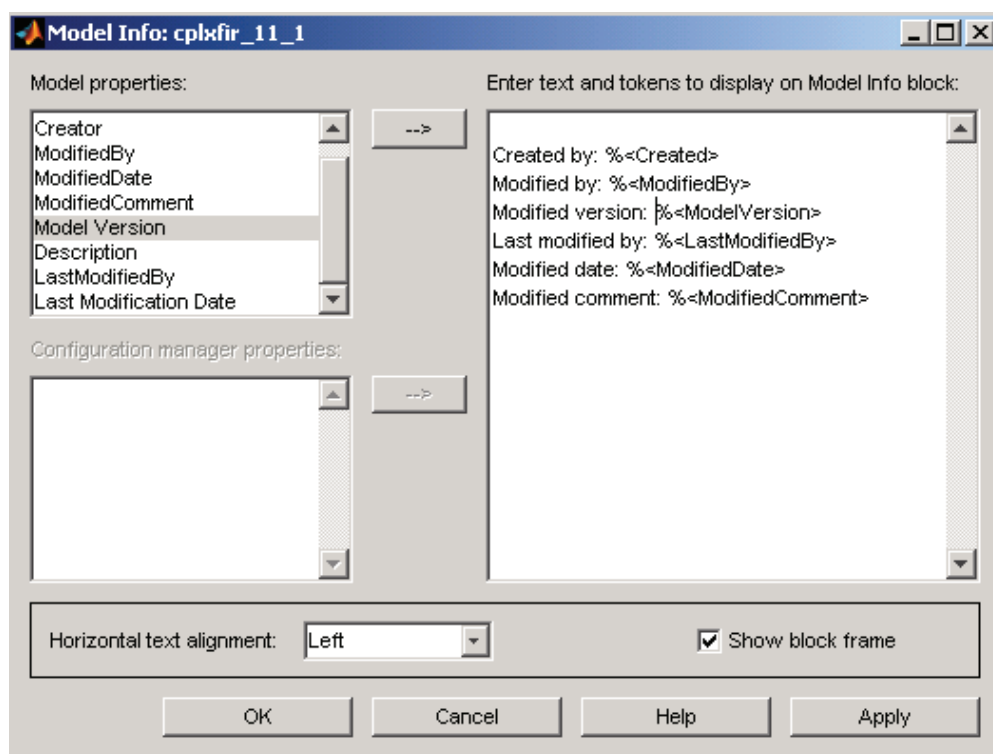 Model Info: cplxfir_11_1
Model properties:
Creator
ModifiedBy
ModifiedDate
ModifiedComment
Model Version
Description
LastModifiedBy
Last Modification Date
-->
Enter text and tokens to display on Model Info block:
Created by: %<Created>
Modified by: %<ModifiedBy>
Modified version: %<ModelVersion>
Last modified by: %<LastModifiedBy>
Modified date: %<ModifiedDate>
Modified comment: %<ModifiedComment>
Configuration manager properties:
-->
Horizontal text alignment: Left
Show block frame
OK Cancel Help Apply